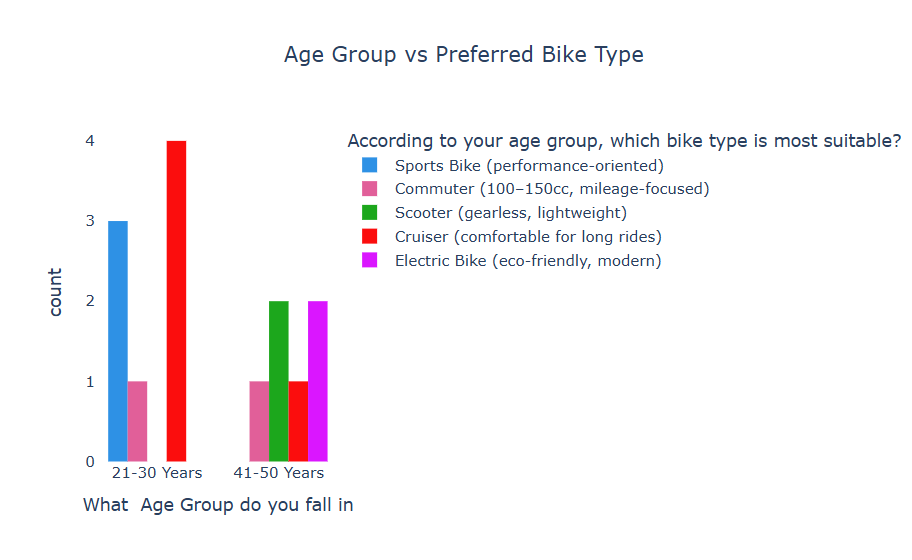 Age Group vs Preferred Bike Type
According to your age group, which bike type is most suitable?
Sports Bike (performance-oriented)
Commuter (100–150cc, mileage-focused)
Scooter (gearless, lightweight)
Cruiser (comfortable for long rides)
Electric Bike (eco-friendly, modern)
4
3
2
1
0
count
21-30 Years
41-50 Years
What  Age Group do you fall in